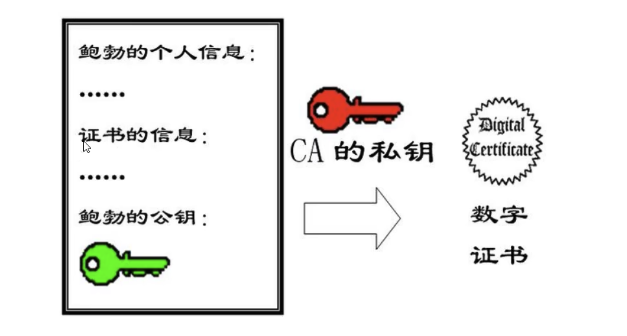 鲍勃的个人信息：
……
证书的信息：
……
鲍勃的公钥：
CA 的私钥
Digital
Certificate
数字
证书